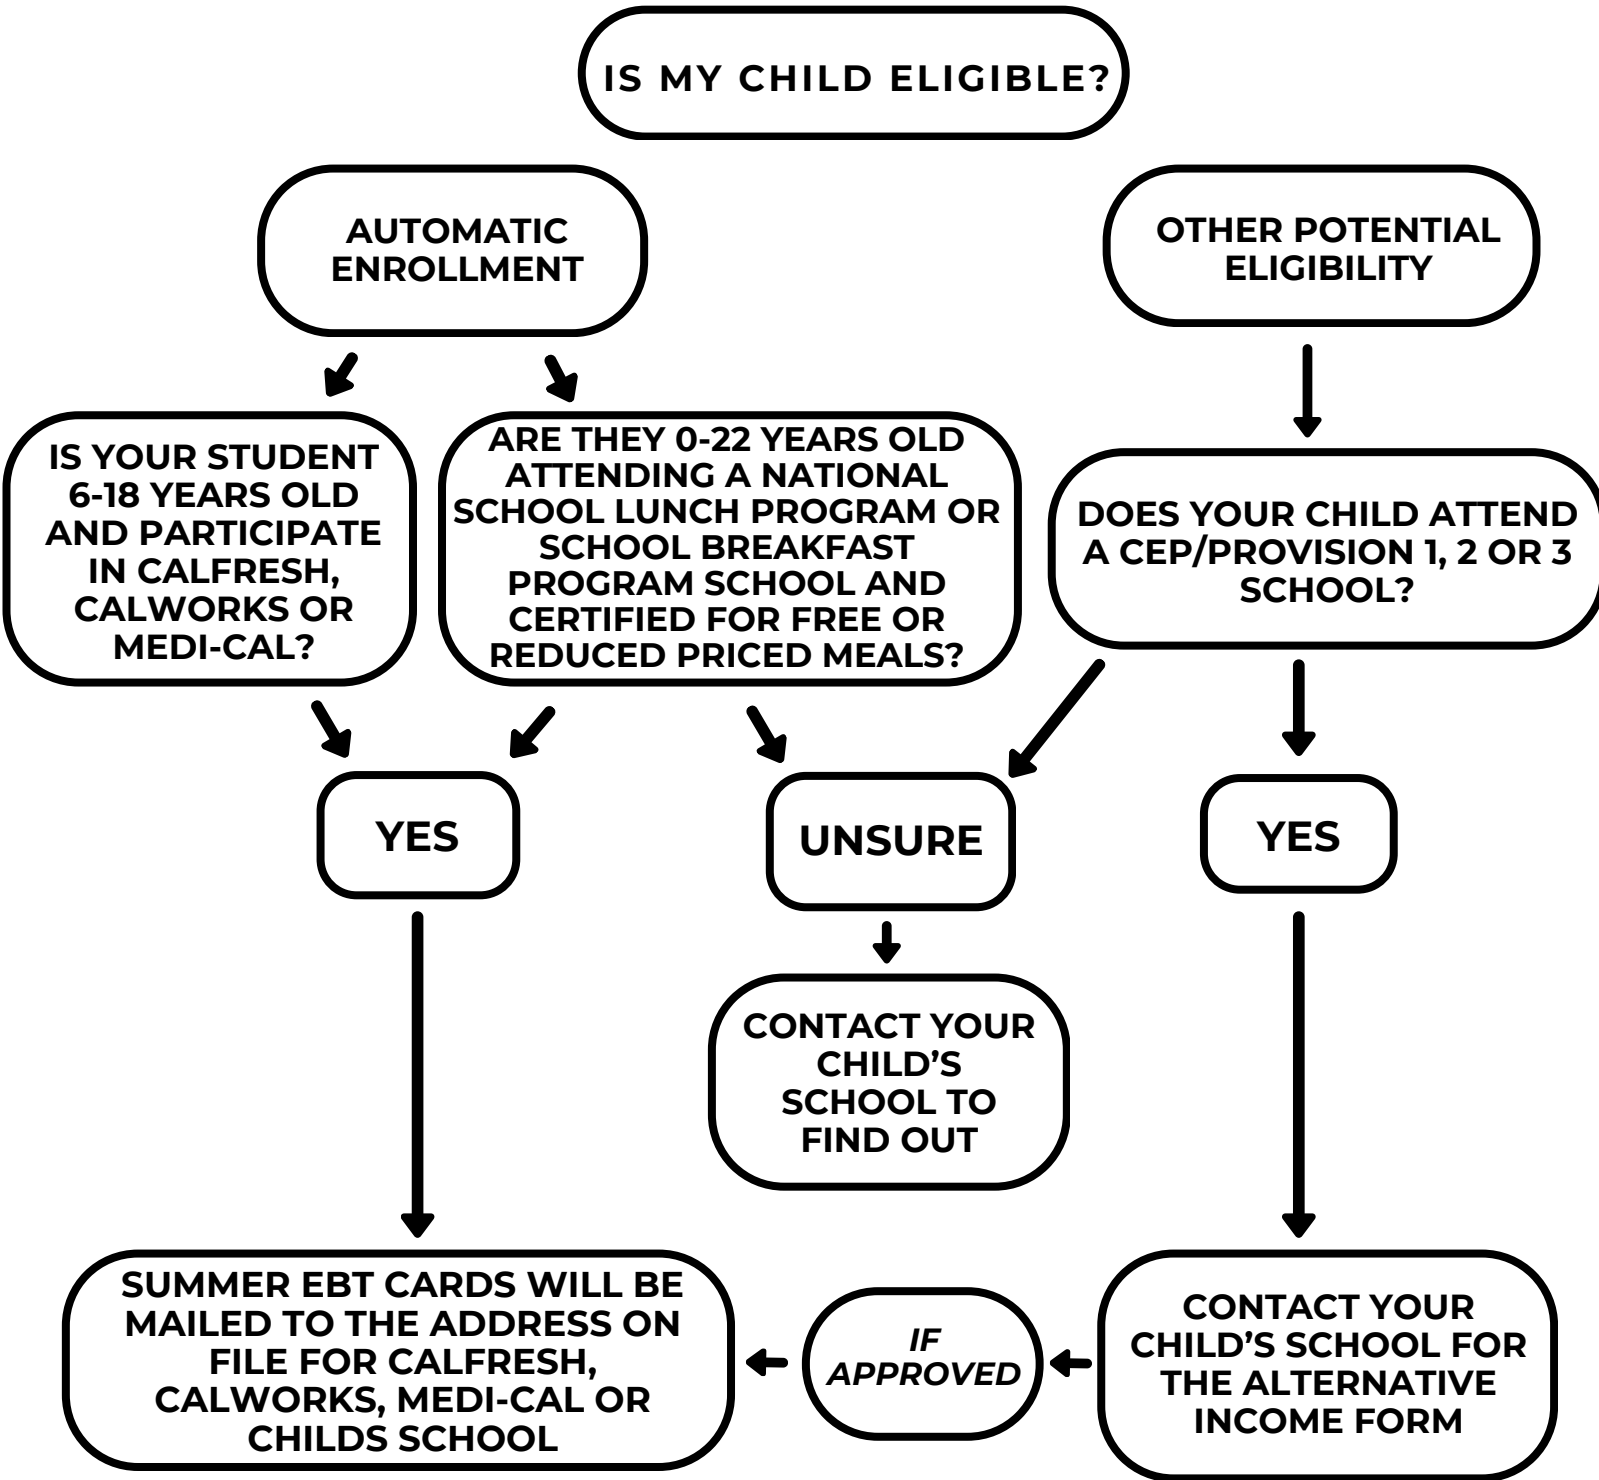 IS MY CHILD ELIGIBLE?
AUTOMATIC
ENROLLMENT
OTHER POTENTIAL
ELIGIBILITY
IS YOUR STUDENT
6-18 YEARS OLD
AND PARTICIPATE
IN CALFRESH,
CALWORKS OR
MEDI-CAL?
ARE THEY 0-22 YEARS OLD
ATTENDING A NATIONAL
SCHOOL LUNCH PROGRAM OR
SCHOOL BREAKFAST
PROGRAM SCHOOL AND
CERTIFIED FOR FREE OR
REDUCED PRICED MEALS?
DOES YOUR CHILD ATTEND
A CEP/PROVISION 1, 2 OR 3
SCHOOL?
YES
UNSURE
YES
CONTACT YOUR
CHILD’S
SCHOOL TO
FIND OUT
SUMMER EBT CARDS WILL BE
MAILED TO THE ADDRESS ON
FILE FOR CALFRESH,
CALWORKS, MEDI-CAL OR
CHILDS SCHOOL
IF
APPROVED
CONTACT YOUR
CHILD’S SCHOOL FOR
THE ALTERNATIVE
INCOME FORM